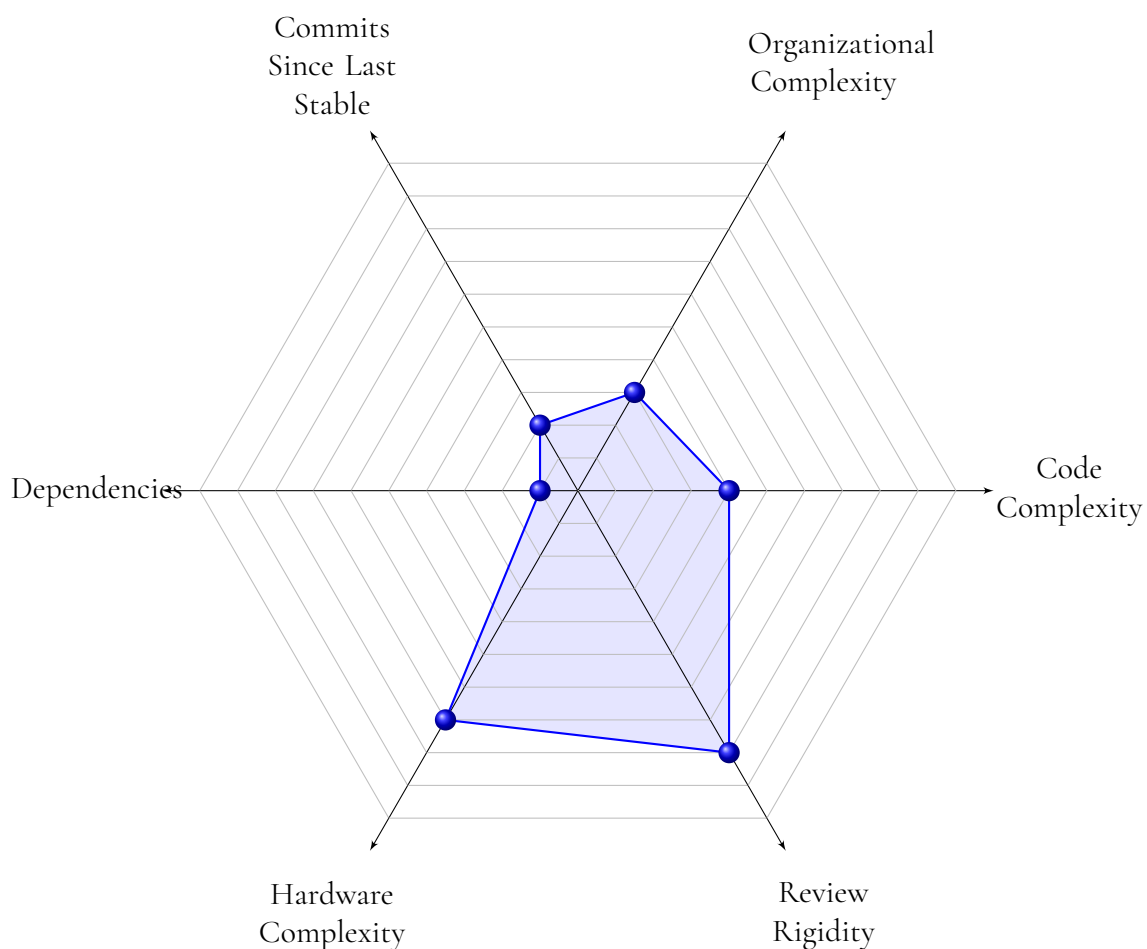 Commits
Since Last
Stable
Organizational
Complexity
Dependencies
Code
Complexity
Hardware
Complexity
Review
Rigidity